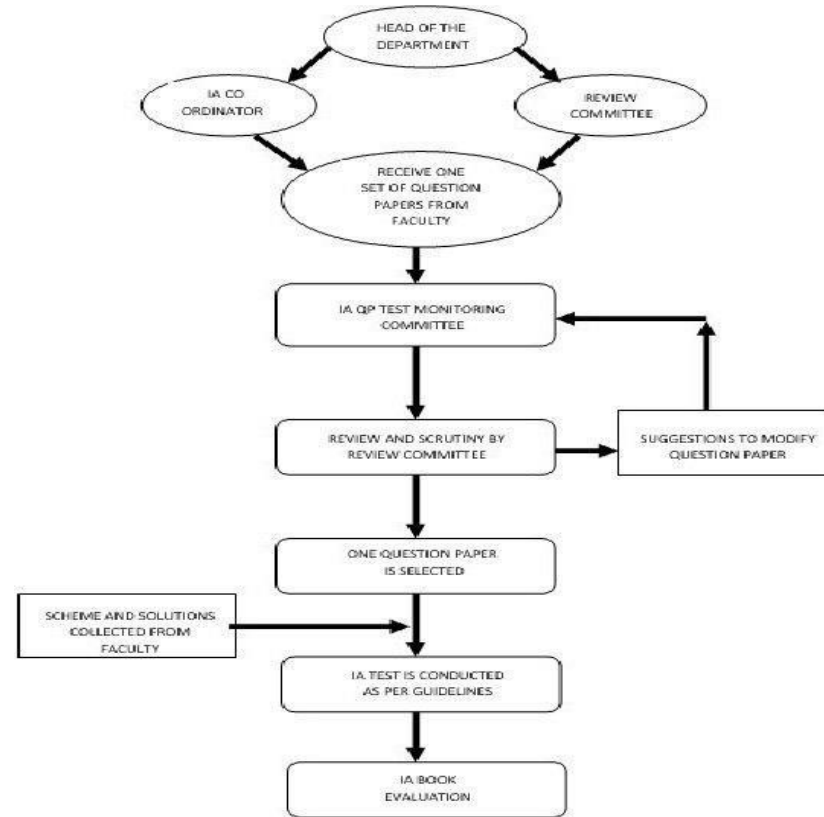 HEAD OF THE
DEPARTMENT
IA CO
ORDINATOR
REVIEW
COMMITTEE
RECEIVE ONE
SET OF QUESTION
PAPERS FROM
FACULTY
IA QP TEST MONITORING
COMMITTEE
REVIEW AND SCRUTINY BY
REVIEW COMMITTEE
SUGGESTIONS TO MODIFY
QUESTION PAPER
ONE QUESTION PAPER
IS SELECTED
SCHEME AND SOLUTIONS
COLLECTED FROM
FACULTY
IA TEST IS CONDUCTED
AS PER GUIDELINES
IA BOOK
EVALUATION